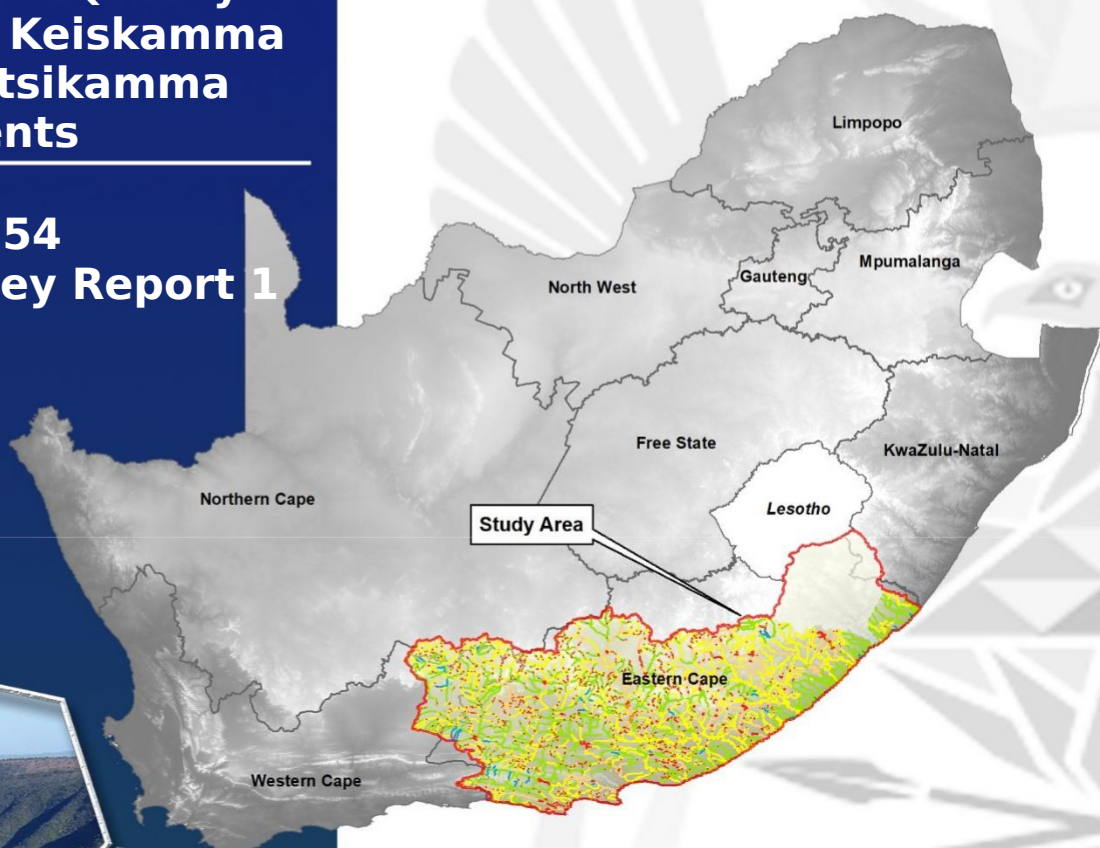 Keiskamma
tsikamma
ents
54
ey Report 1
Limpopo
Mpumalanga
Gauteng
North West
Free State
KwaZulu-Natal
Northern Cape
Lesotho
Study Area
Eastern Cape
Western Cape